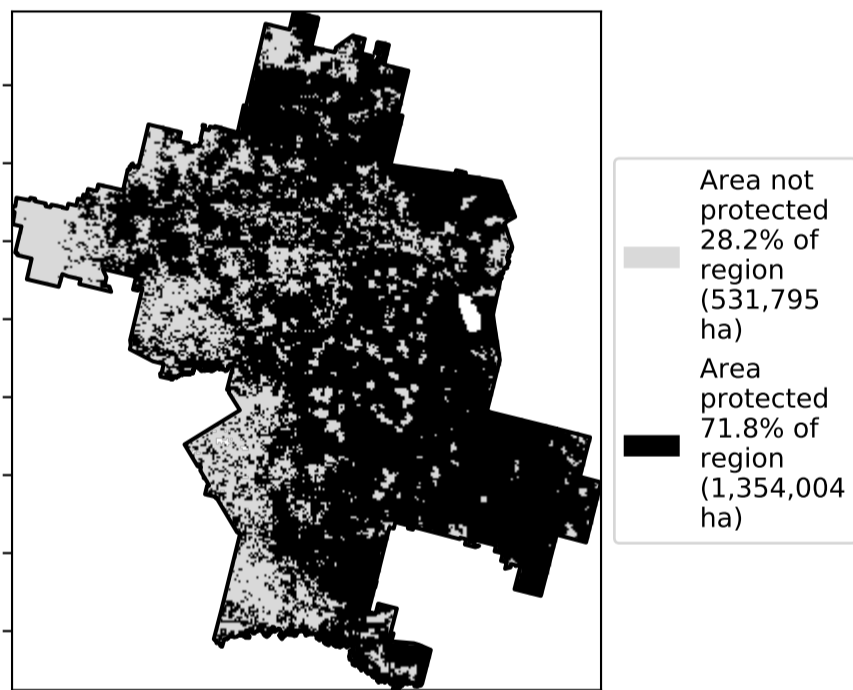 Area not
protected
28.2% of
region
(531,795
ha)
Area
protected
71.8% of
region
(1,354,004
ha)